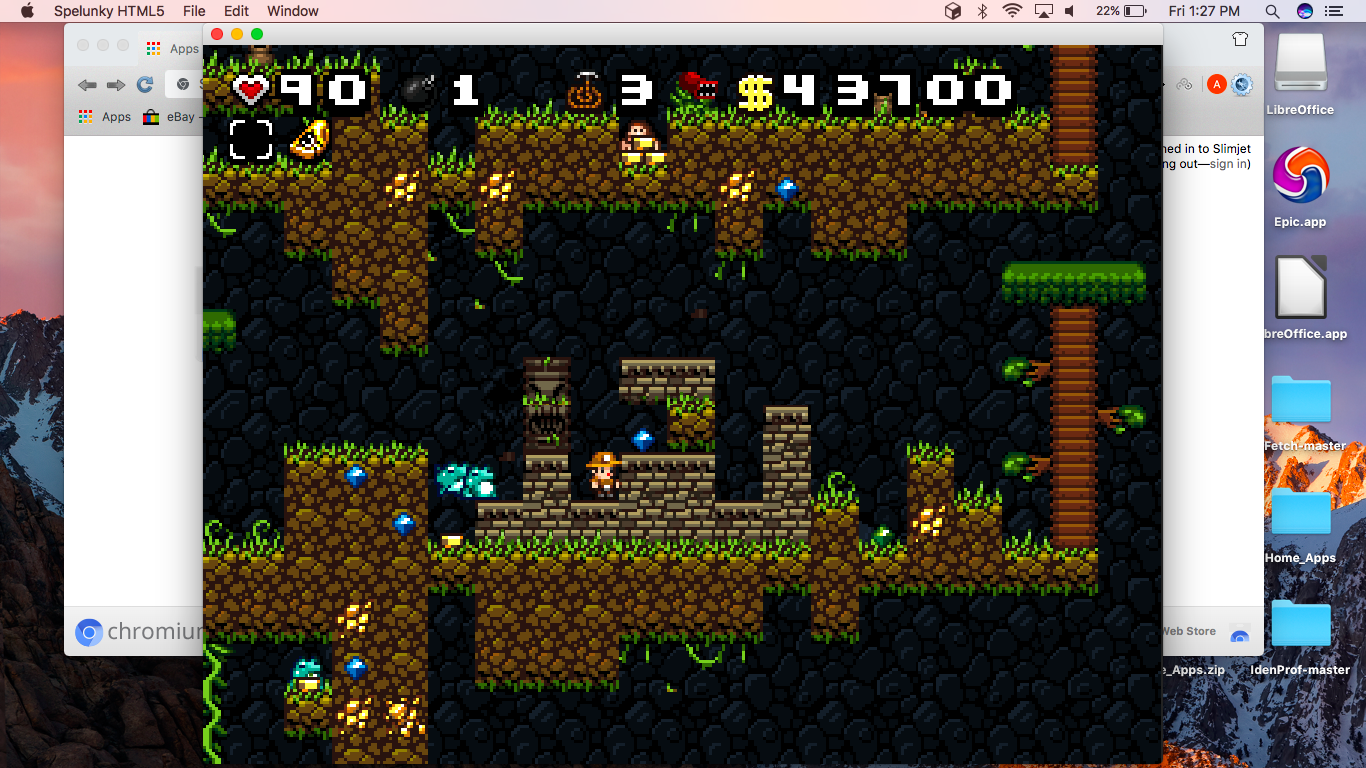 Spelunky HTML5 File Edit Window 22% Fri 1:27 PM
Apps
90 1 3 $43700
A
Apps eBay
ned in to Slimjet
ng out—sign in)
LibreOffice
Epic.app
breOffice.app
Fetch-master
Home_Apps
chromium
Web Store
e_Apps.zip IdenProf-master